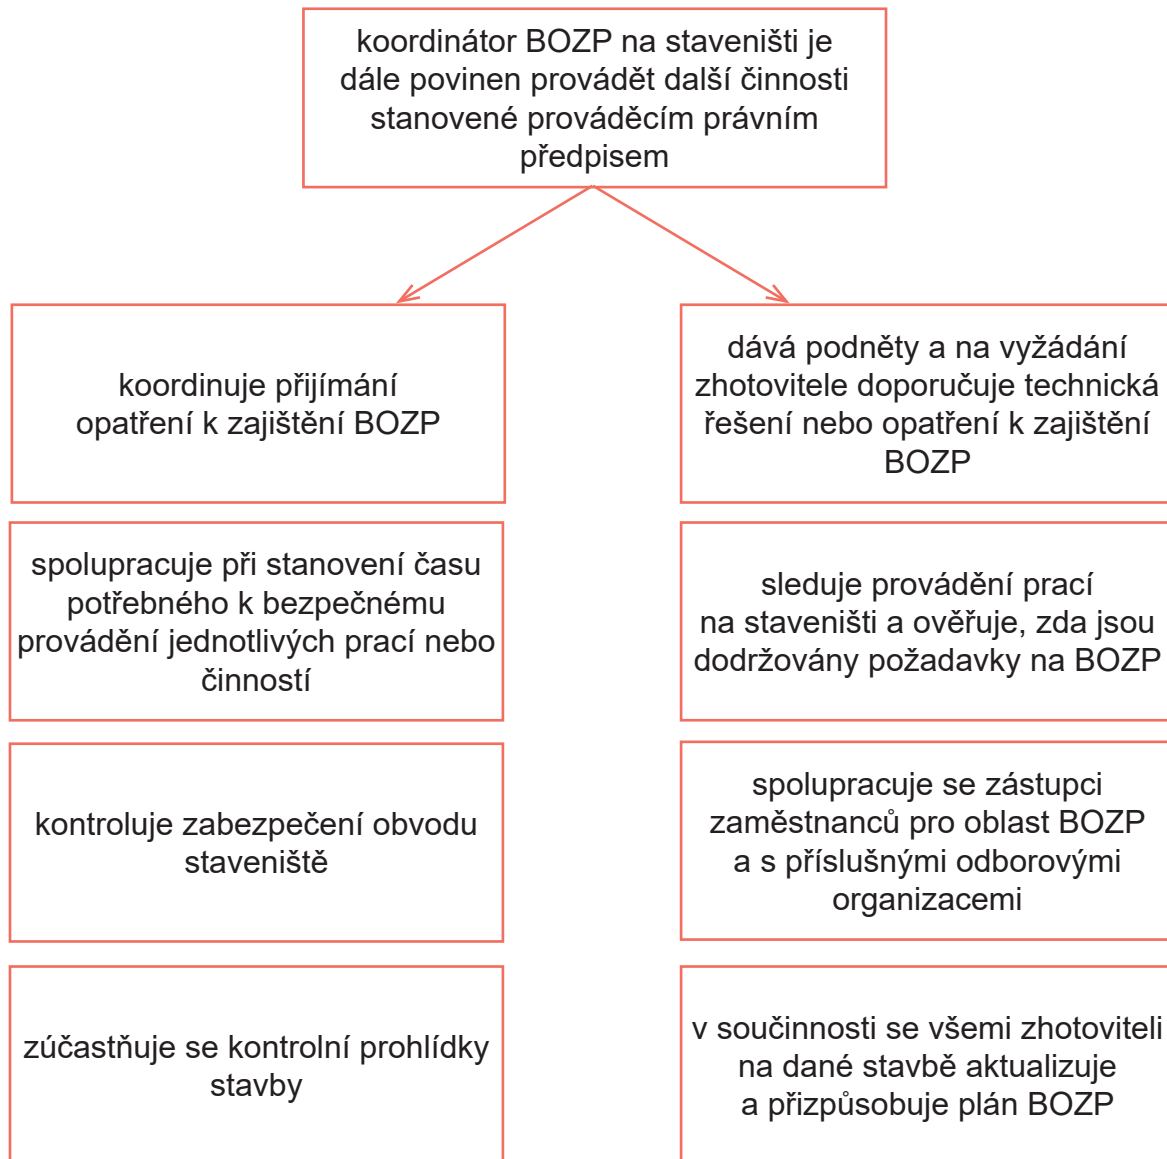 koordinátor BOZP na staveništi je
dále povinen provádět další činnosti
stanovené prováděcím právním
předpisem
koordinuje přijímání
opatření k zajištění BOZP
dává podněty a na vyžádání
zhotovitele doporučuje technická
řešení nebo opatření k zajištění
BOZP
spolupracuje při stanovení času
potřebného k bezpečnému
provádění jednotlivých prací nebo
činností
sleduje provádění prací
na staveništi a ověřuje, zda jsou
dodržovány požadavky na BOZP
kontroluje zabezpečení obvodu
staveniště
spolupracuje se zástupci
zaměstnanců pro oblast BOZP
a s příslušnými odborovými
organizacemi
zúčastňuje se kontrolní prohlídky
stavby
v součinnosti se všemi zhotoviteli
na dané stavbě aktualizuje
a přizpůsobuje plán BOZP